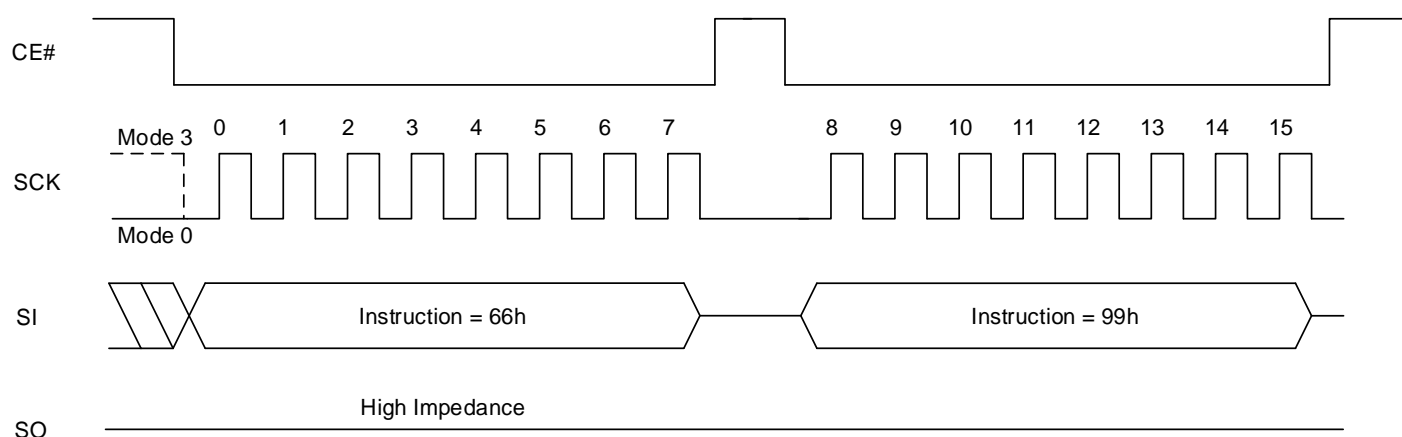 CE#
Mode 3
0 1 2 3 4 5 6 7 8 9 10 11 12 13 14 15
SCK
Mode 0
SI
Instruction = 66h
Instruction = 99h
High Impedance
SO